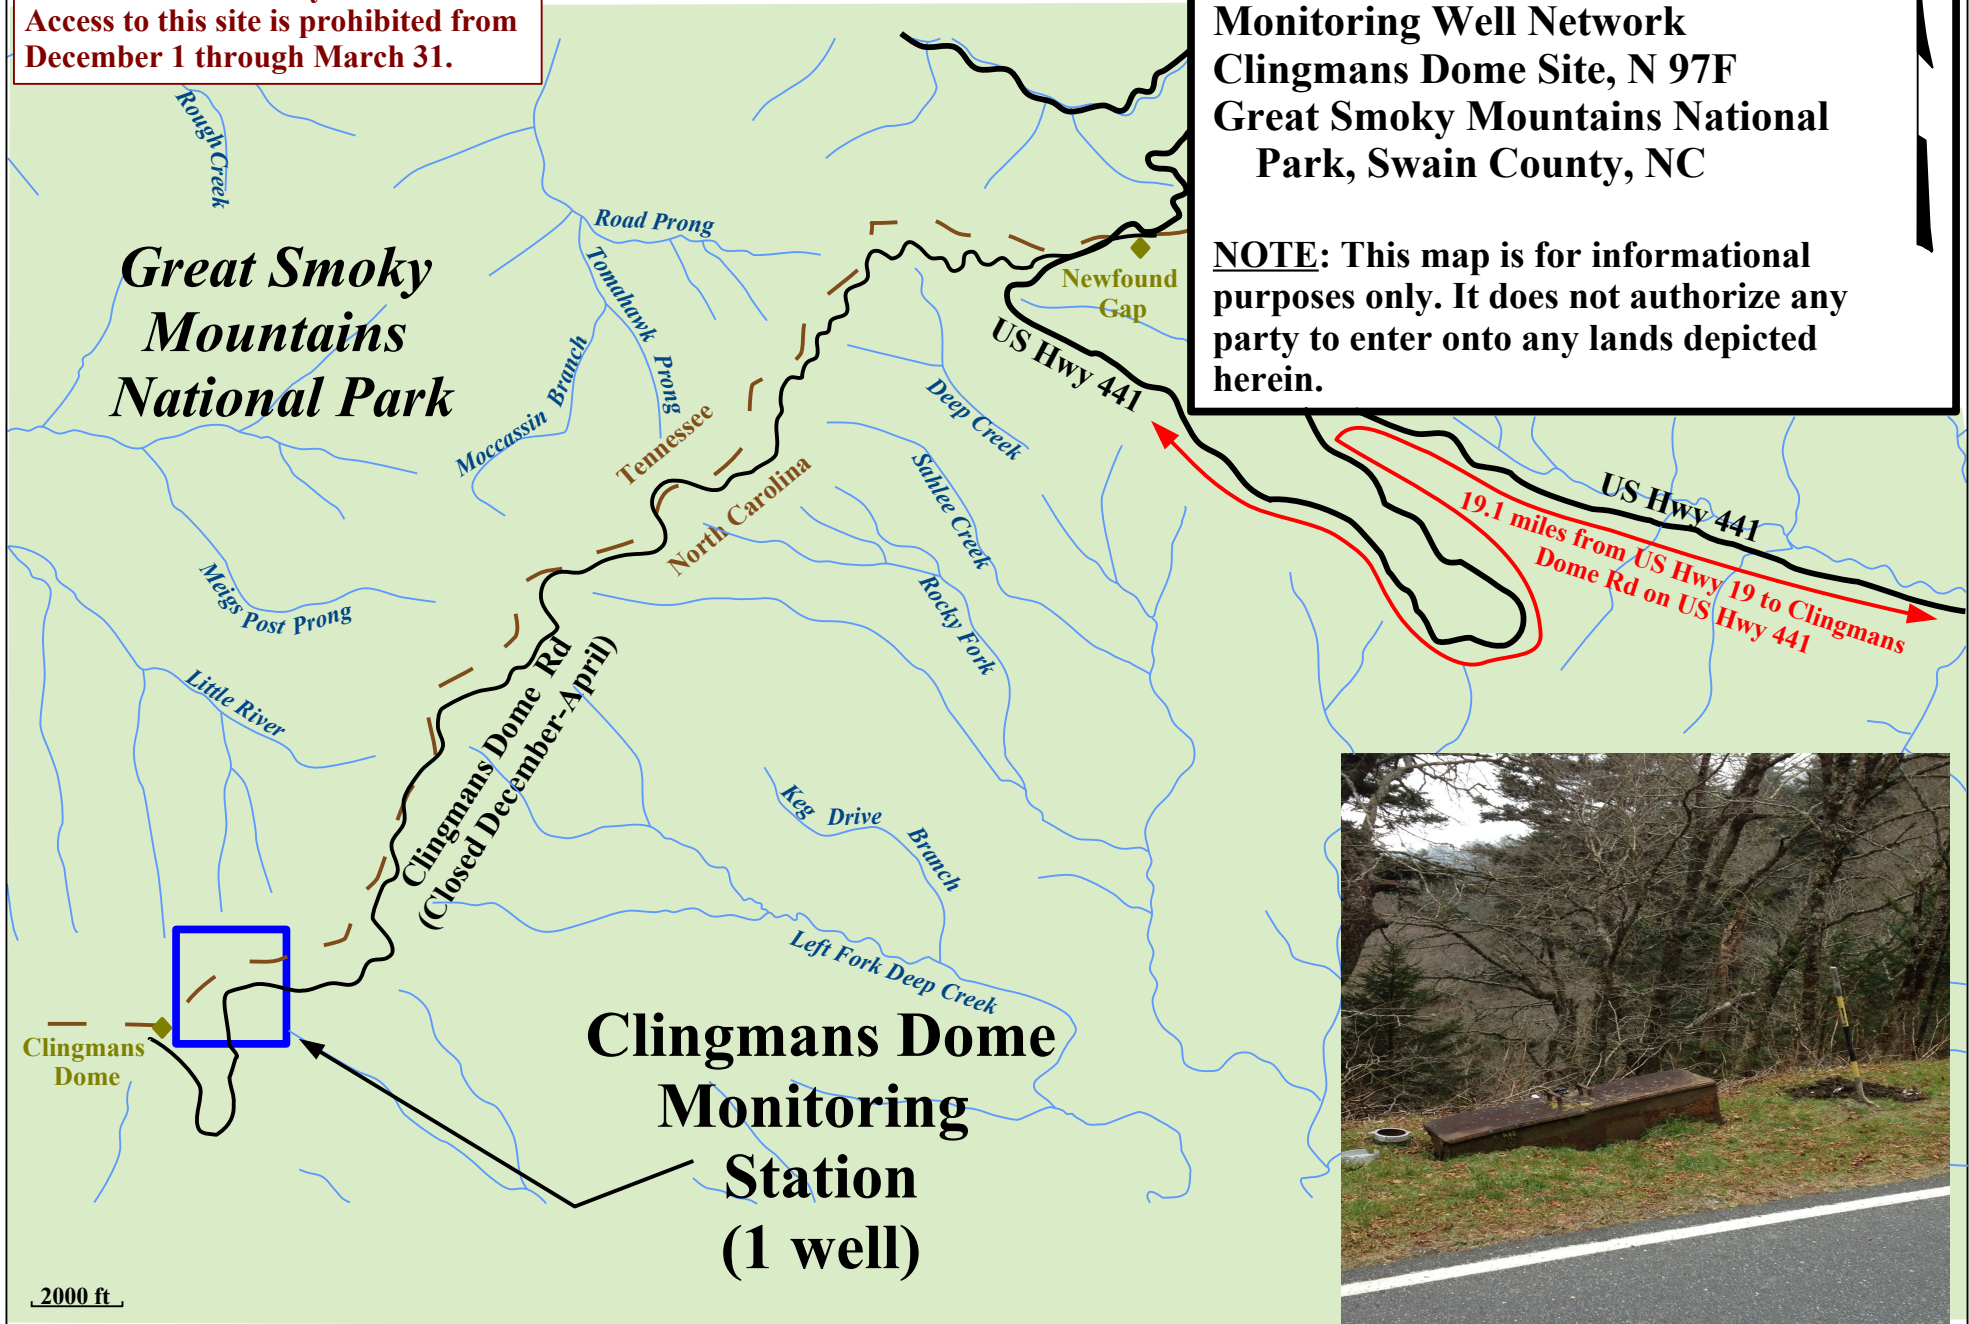 Access to this site is prohibited from
December 1 through March 31.
Monitoring Well Network
Clingmans Dome Site, N 97F
Great Smoky Mountains National
Park, Swain County, NC
NOTE: This map is for informational
purposes only. It does not authorize any
party to enter onto any lands depicted
herein.
Rough Creek
Great Smoky
Mountains
National Park
Road Prong
Tomahawk Prong
Moccassin Branch
Newfound
Gap
US Hwy 441
Tennessee
North Carolina
Deep Creek
Sahlee Creek
Rocky Fork
US Hwy 441
19.1 miles from US Hwy 19 to Clingmans
Dome Rd on US Hwy 441
Meigs Post Prong
Little River
Clingmans Dome Rd
(Closed December-April)
Keg Drive Branch
Left Fork Deep Creek
Clingmans
Dome
Clingmans Dome
Monitoring
Station
(1 well)
2000 ft